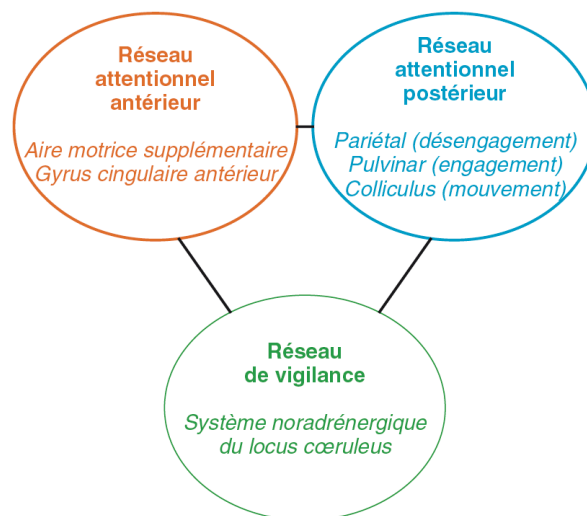 Réseau
attentionnel
antérieur
Aire motrice supplémentaire
Gyrus cingulaire antérieur
Réseau
attentionnel
postérieur
Pariétal (désengagement)
Pulvinar (engagement)
Colliculus (mouvement)
Réseau
de vigilance
Système noradrénergique
du locus cœruleus